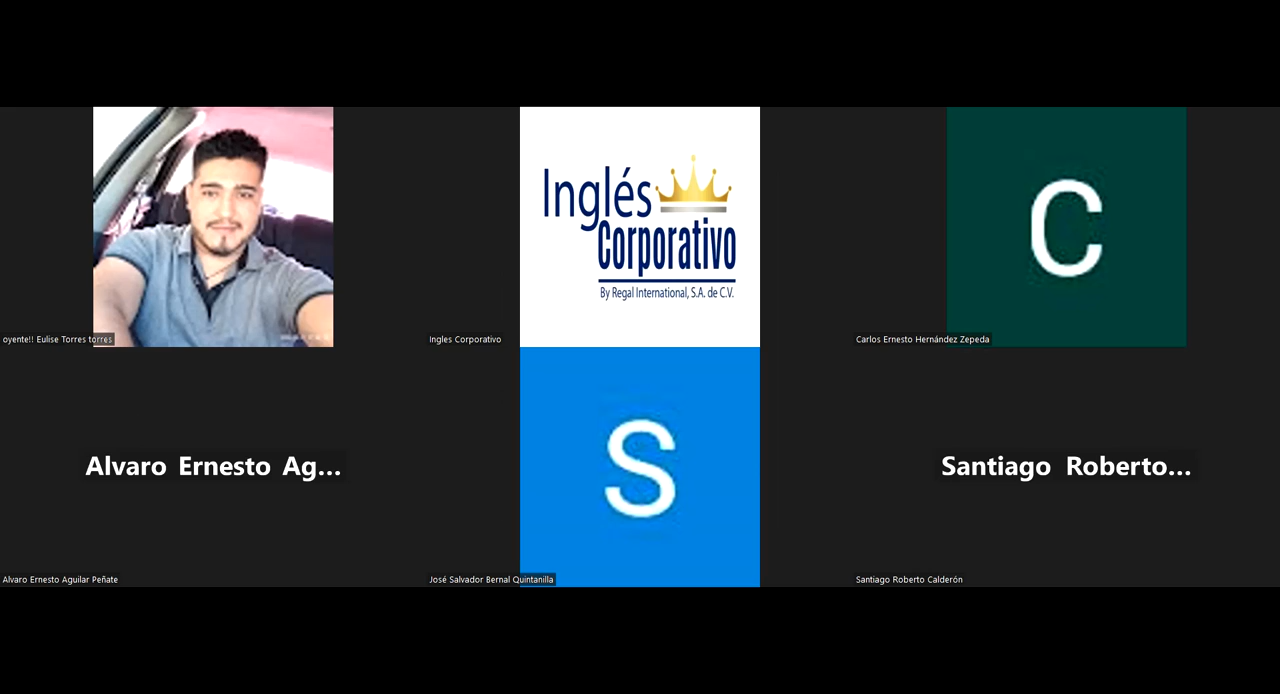 oyente!! Eulise Torres torres
Inglés
Corporativo
By Regal International, S.A. de C.V.
Ingles Corporativo
C
Carlos Ernesto Hernández Zepeda
Alvaro Ernesto Ag...
Alvaro Ernesto Aguilar Peñate
S
José Salvador Bernal Quintanilla
Santiago Roberto...
Santiago Roberto Calderón